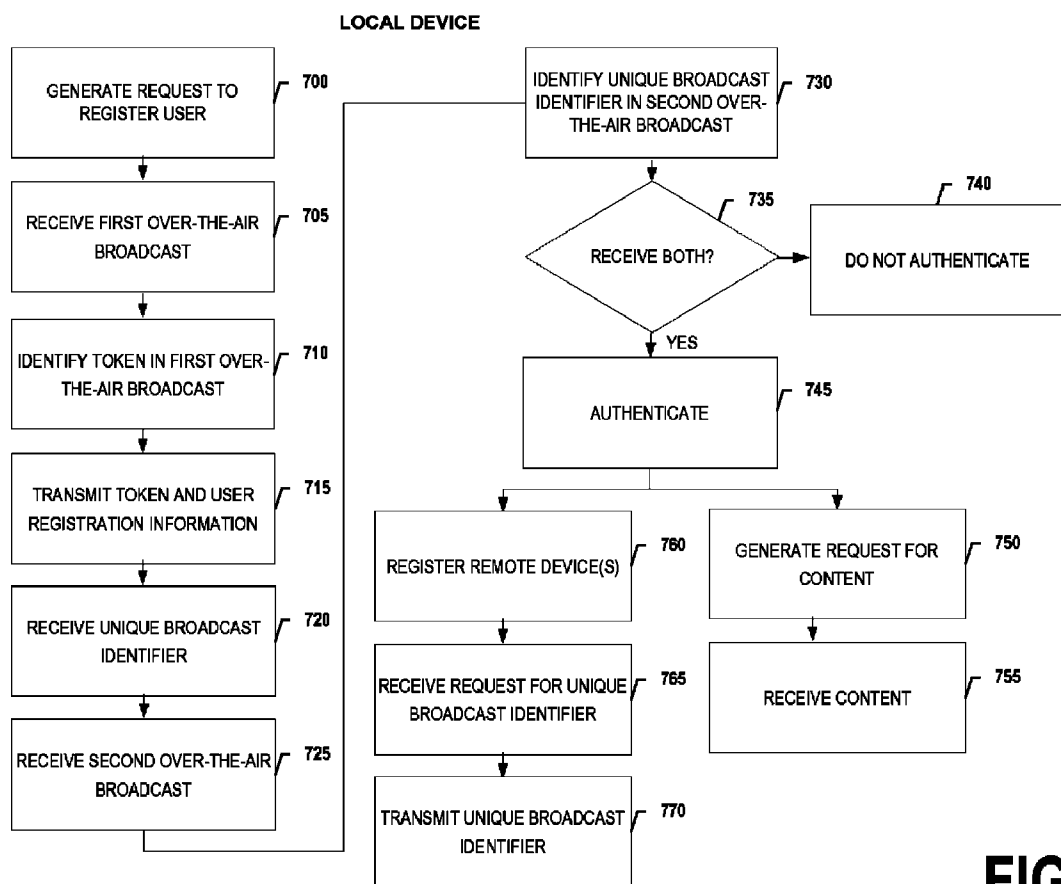 LOCAL DEVICE
GENERATE REQUEST TO
REGISTER USER
700
RECEIVE FIRST OVER-THE-AIR
BROADCAST
705
IDENTIFY TOKEN IN FIRST OVER-
THE-AIR BROADCAST
710
TRANSMIT TOKEN AND USER
REGISTRATION INFORMATION
715
RECEIVE UNIQUE BROADCAST
IDENTIFIER
720
RECEIVE SECOND OVER-THE-AIR
BROADCAST
725
IDENTIFY UNIQUE BROADCAST
IDENTIFIER IN SECOND OVER-
THE-AIR BROADCAST
730
RECEIVE BOTH?
735
DO NOT AUTHENTICATE
740
YES
AUTHENTICATE
745
REGISTER REMOTE DEVICE(S)
760
RECEIVE REQUEST FOR UNIQUE
BROADCAST IDENTIFIER
765
TRANSMIT UNIQUE BROADCAST
IDENTIFIER
770
GENERATE REQUEST FOR
CONTENT
750
RECEIVE CONTENT
755
FIG